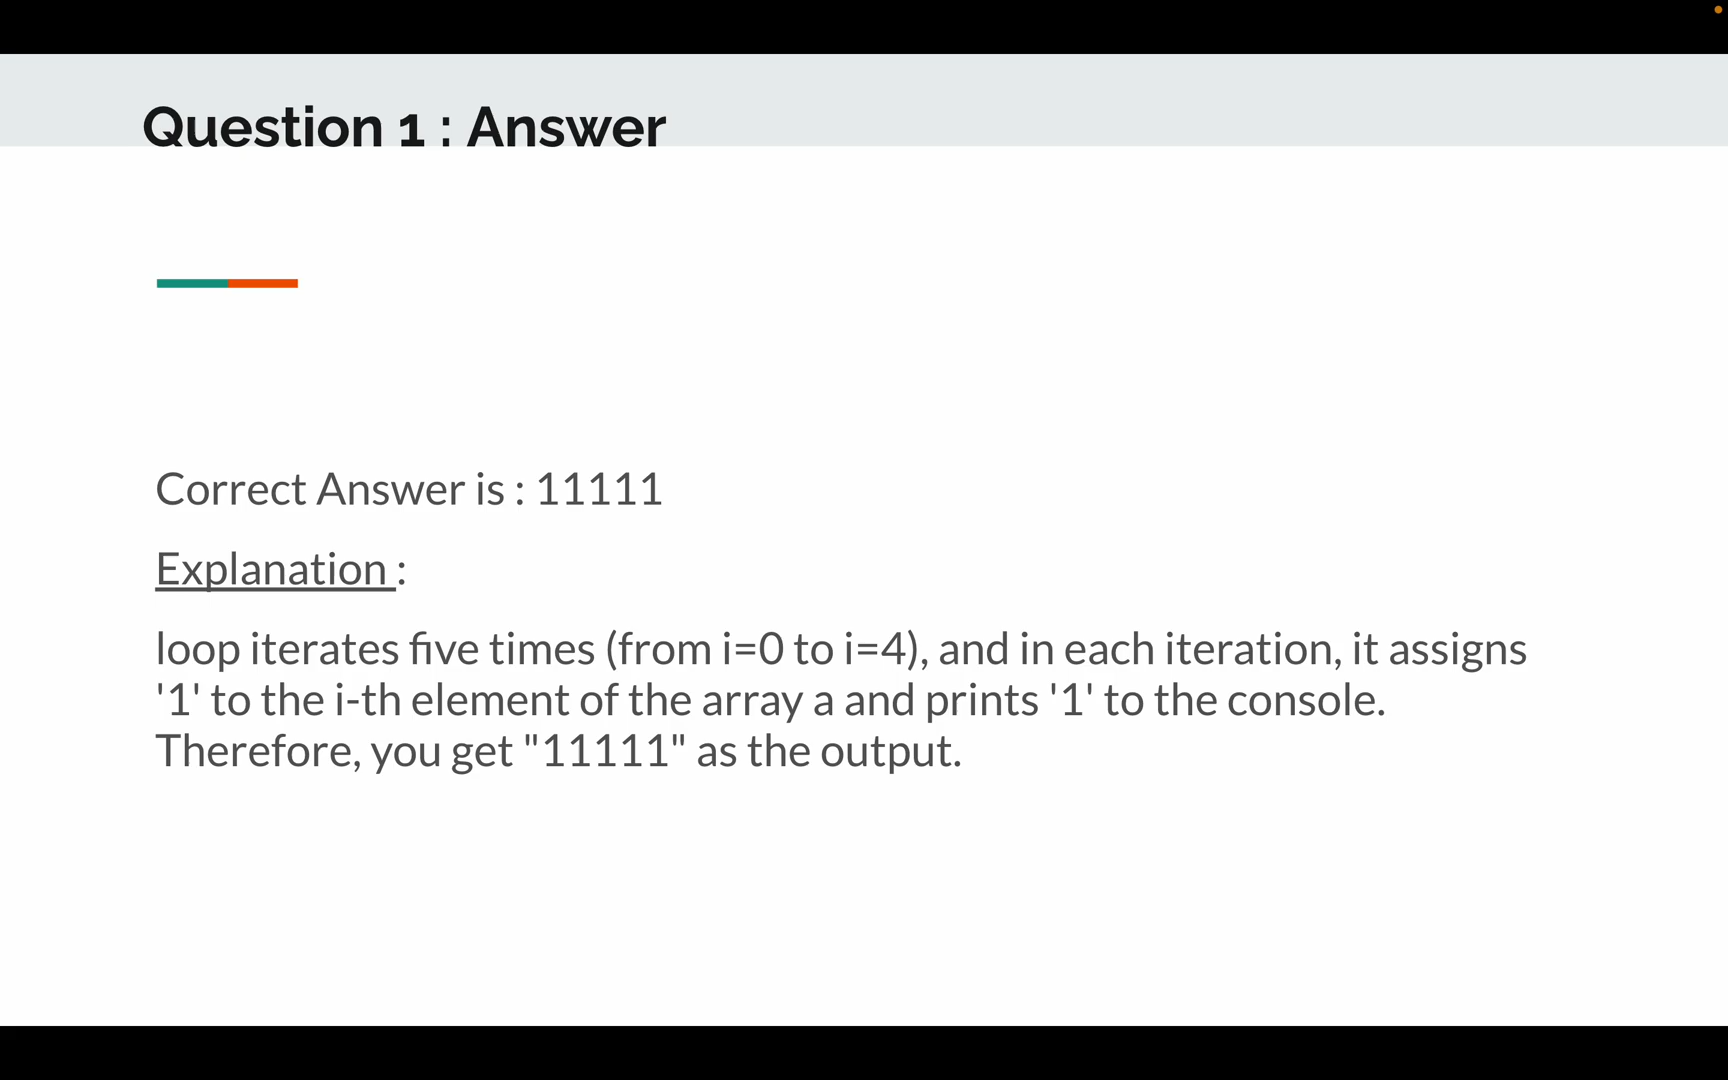 Question 1 : Answer
Correct Answer is : 11111
Explanation :
loop iterates five times (from i=0 to i=4), and in each iteration, it assigns
'1' to the i-th element of the array a and prints '1' to the console.
Therefore, you get "11111" as the output.